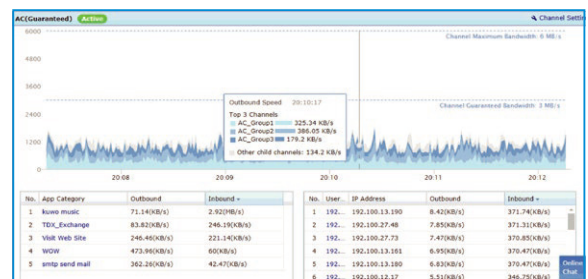 AC(Guaranteed) Active Channel Settin
6000
Channel Maximum Bandwidth: 6 MB/s
4800
3600
Channel Guaranteed Bandwidth: 3 MB/s
2400
1200
0
Outbound Speed 20:10:17
Top 3 Channels
AC_Group1 325.34 KB/s
AC_Group2 386.05 KB/s
AC_Group3 179.2 KB/s
Other child channels: 134.2 KB/s
20:08 20:09 20:10 20:11 20:12
No. App Category Outbound Inbound
1 kuwo music 71.14(KB/s) 2.92(MB/s)
2 TDX_Exchange 83.82(KB/s) 246.19(KB/s)
3 Visit Web Site 246.46(KB/s) 221.14(KB/s)
4 WOW 473.96(KB/s) 60(KB/s)
5 smtp send mail 362.26(KB/s) 42.47(KB/s)
No. User.. IP Address Outbound Inbound
1 192... 192.100.13.190 8.42(KB/s) 371.74(KB/s)
2 192... 192.100.27.48 7.85(KB/s) 371.31(KB/s)
3 192... 192.100.27.73 7.47(KB/s) 370.85(KB/s)
4 192... 192.100.13.161 6.95(KB/s) 370.47(KB/s)
5 192... 192.100.13.180 6.63(KB/s) 370.47(KB/s)
6 192... 192.100.12.17 5.51(KB/s) 346.75(KB/s)
Online
Chat